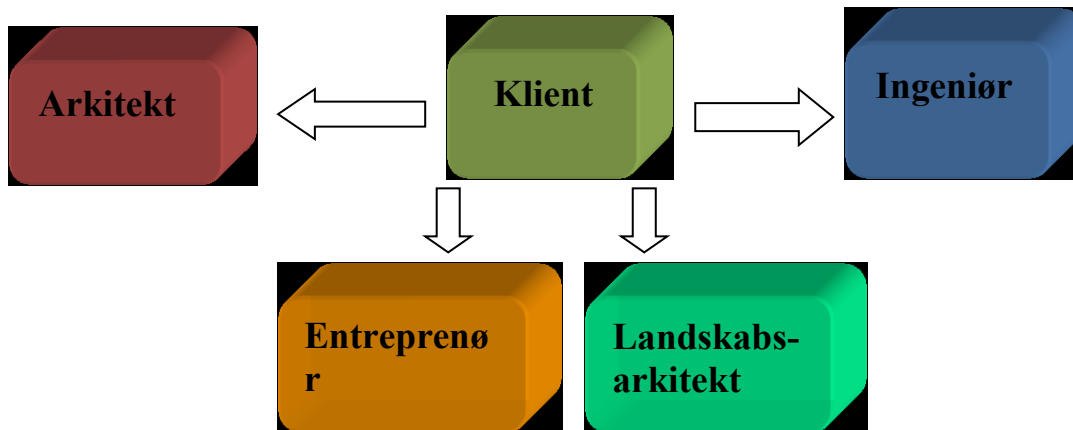 Arkitekt
Klient
Ingeniør
Entreprenø
r
Landskabs-
arkitekt